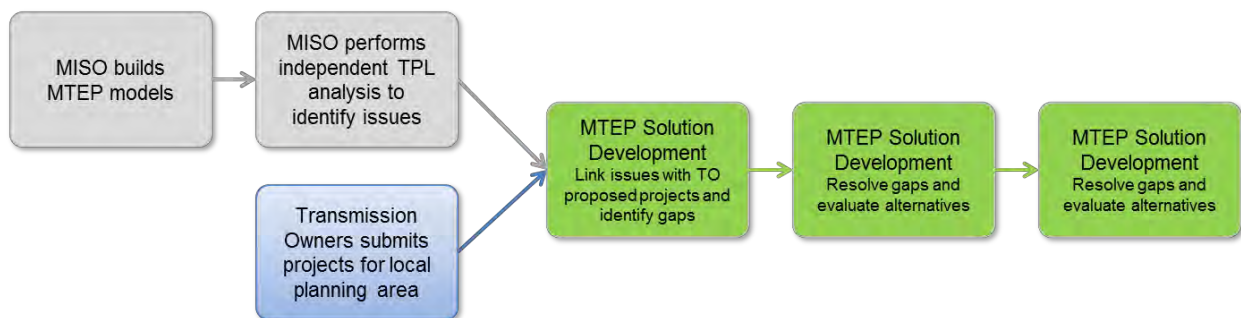 MISO builds
MTEP models
MISO performs
independent TPL
analysis to
identify issues
Transmission
Owners submits
projects for local
planning area
MTEP Solution
Development
Link issues with TO
proposed projects and
identify gaps
MTEP Solution
Development
Resolve gaps and
evaluate alternatives
MTEP Solution
Development
Resolve gaps and
evaluate alternatives